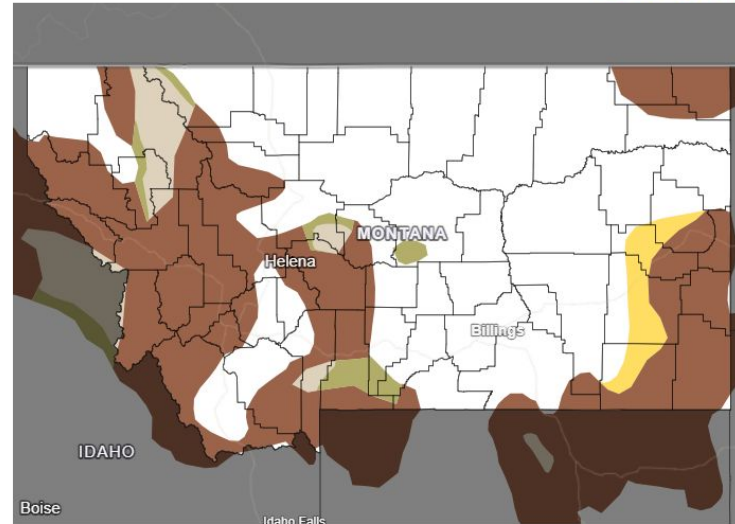 MONTANA
Helena
Billings
IDAHO
Boise
Idaho Falls